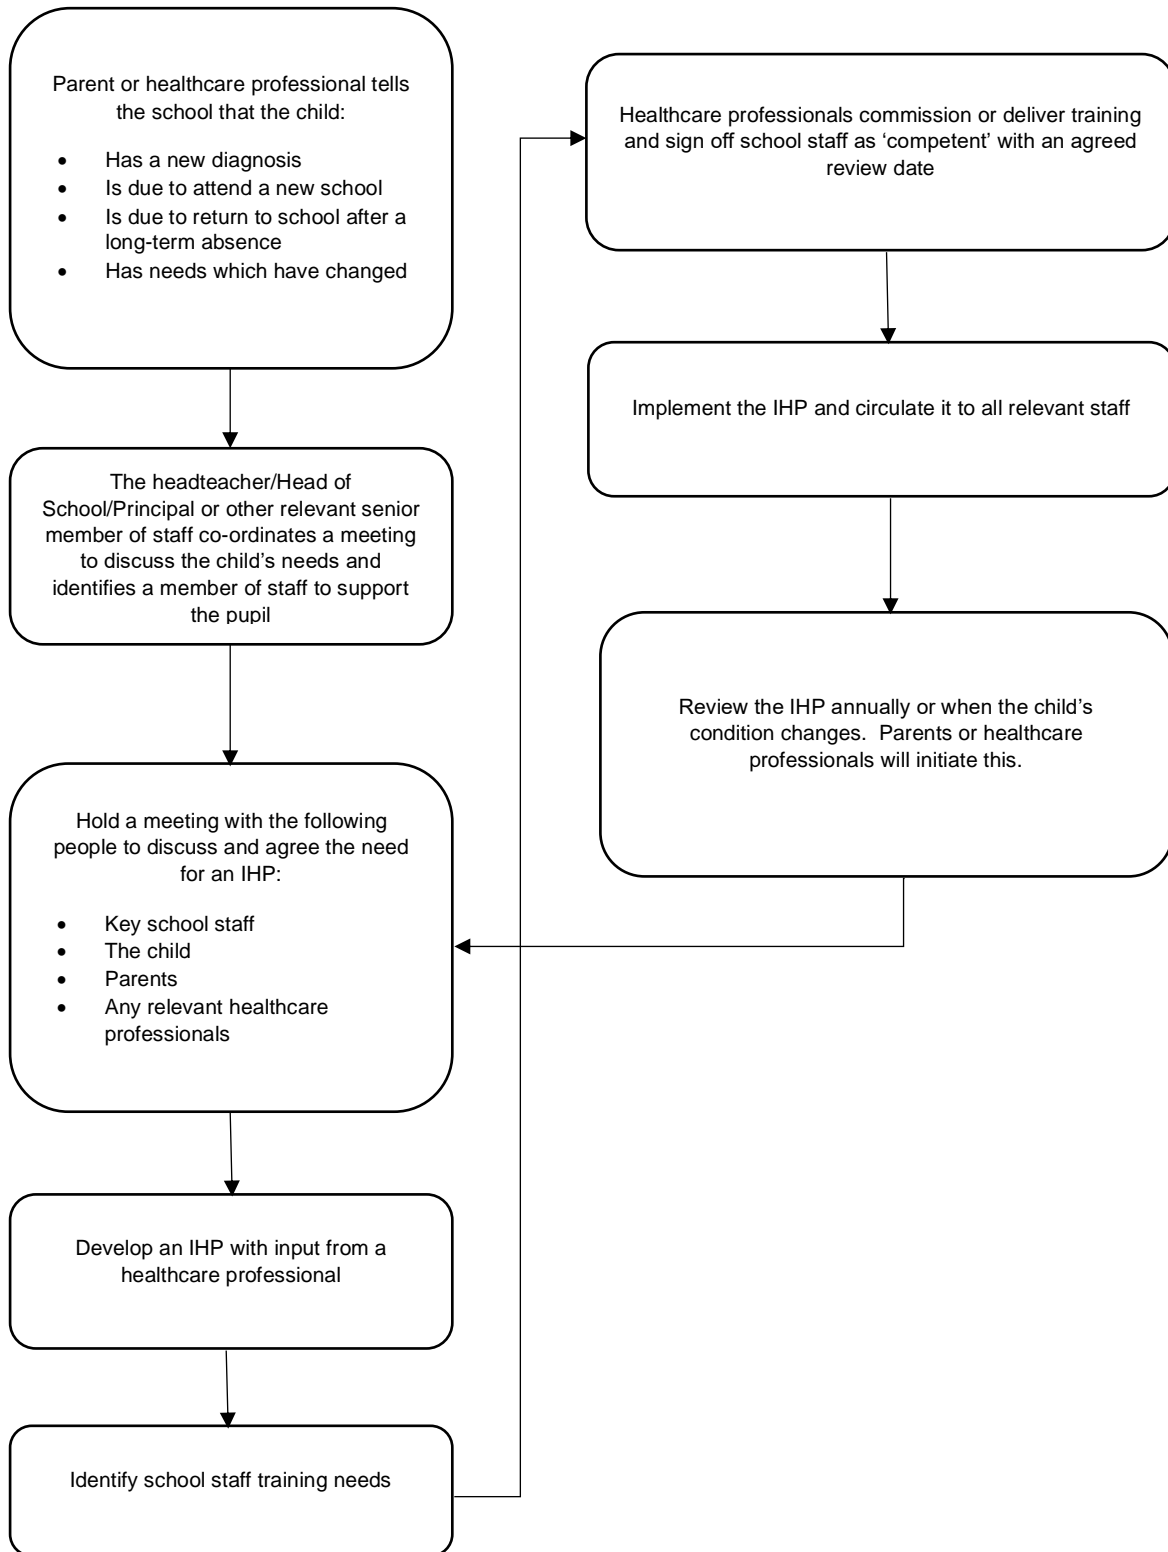 Parent or healthcare professional tells
the school that the child:
• Has a new diagnosis
• Is due to attend a new school
• Is due to return to school after a
long-term absence
• Has needs which have changed
The headteacher/Head of
School/Principal or other relevant senior
member of staff co-ordinates a meeting
to discuss the child’s needs and
identifies a member of staff to support
the pupil
Hold a meeting with the following
people to discuss and agree the need
for an IHP:
• Key school staff
• The child
• Parents
• Any relevant healthcare
professionals
Develop an IHP with input from a
healthcare professional
Identify school staff training needs
Healthcare professionals commission or deliver training
and sign off school staff as ‘competent’ with an agreed
review date
Implement the IHP and circulate it to all relevant staff
Review the IHP annually or when the child’s
condition changes.  Parents or healthcare
professionals will initiate this.